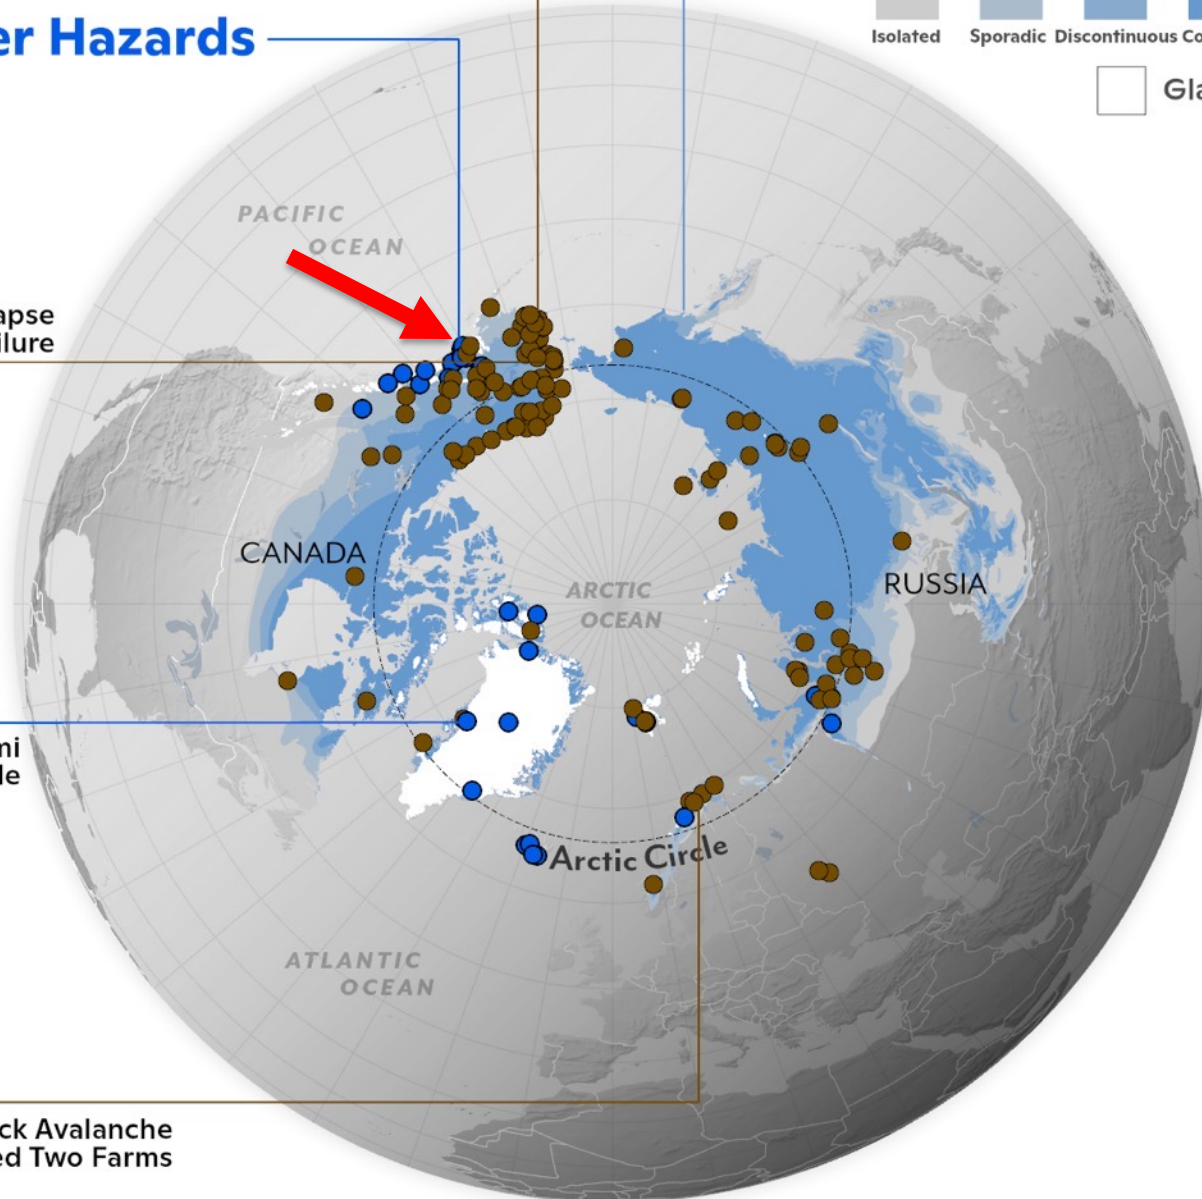 er Hazards
Isolated
Sporadic
Discontinuous
Co
Gla
PACIFIC
OCEAN
apse
ilure
CANADA
ARCTIC
OCEAN
RUSSIA
mi
le
Arctic Circle
ATLANTIC
OCEAN
ck Avalanche
ed Two Farms